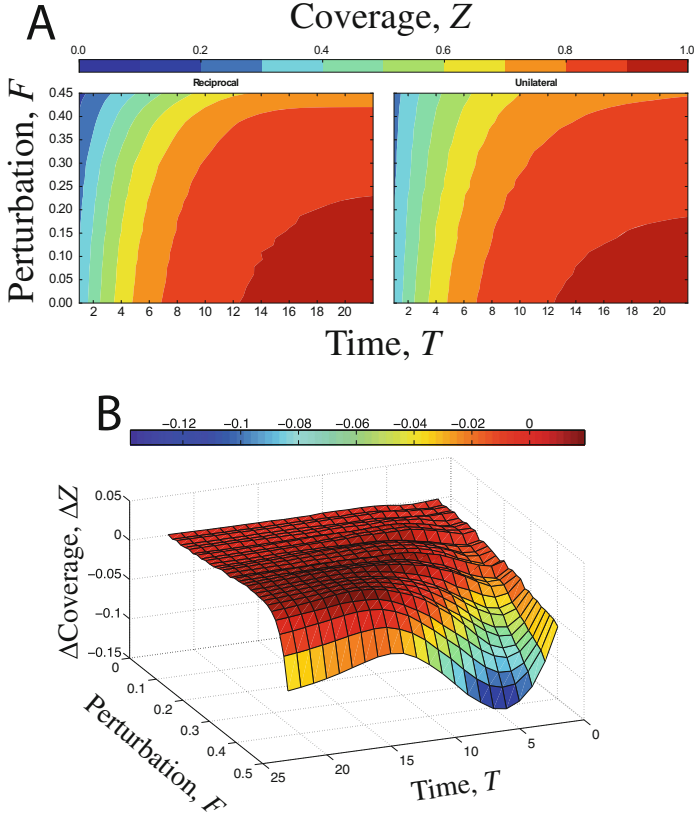 A
Coverage, Z
0.0 0.2 0.4 0.6 0.8 1.0
Reciprocal Unilateral
Perturbation, F
0.45
0.40
0.35
0.30
0.25
0.20
0.15
0.10
0.05
0.00
2 4 6 8 10 12 14 16 18 20
2 4 6 8 10 12 14 16 18 20
Time, T
B
−0.12 −0.1 −0.08 −0.06 −0.04 −0.02 0
ΔCoverage, ΔZ
0.05
0
−0.05
−0.1
−0.15
0
0.1
0.2
0.3
0.4
0.5
Perturbation, F
25 20 15 10 5 0
Time, T